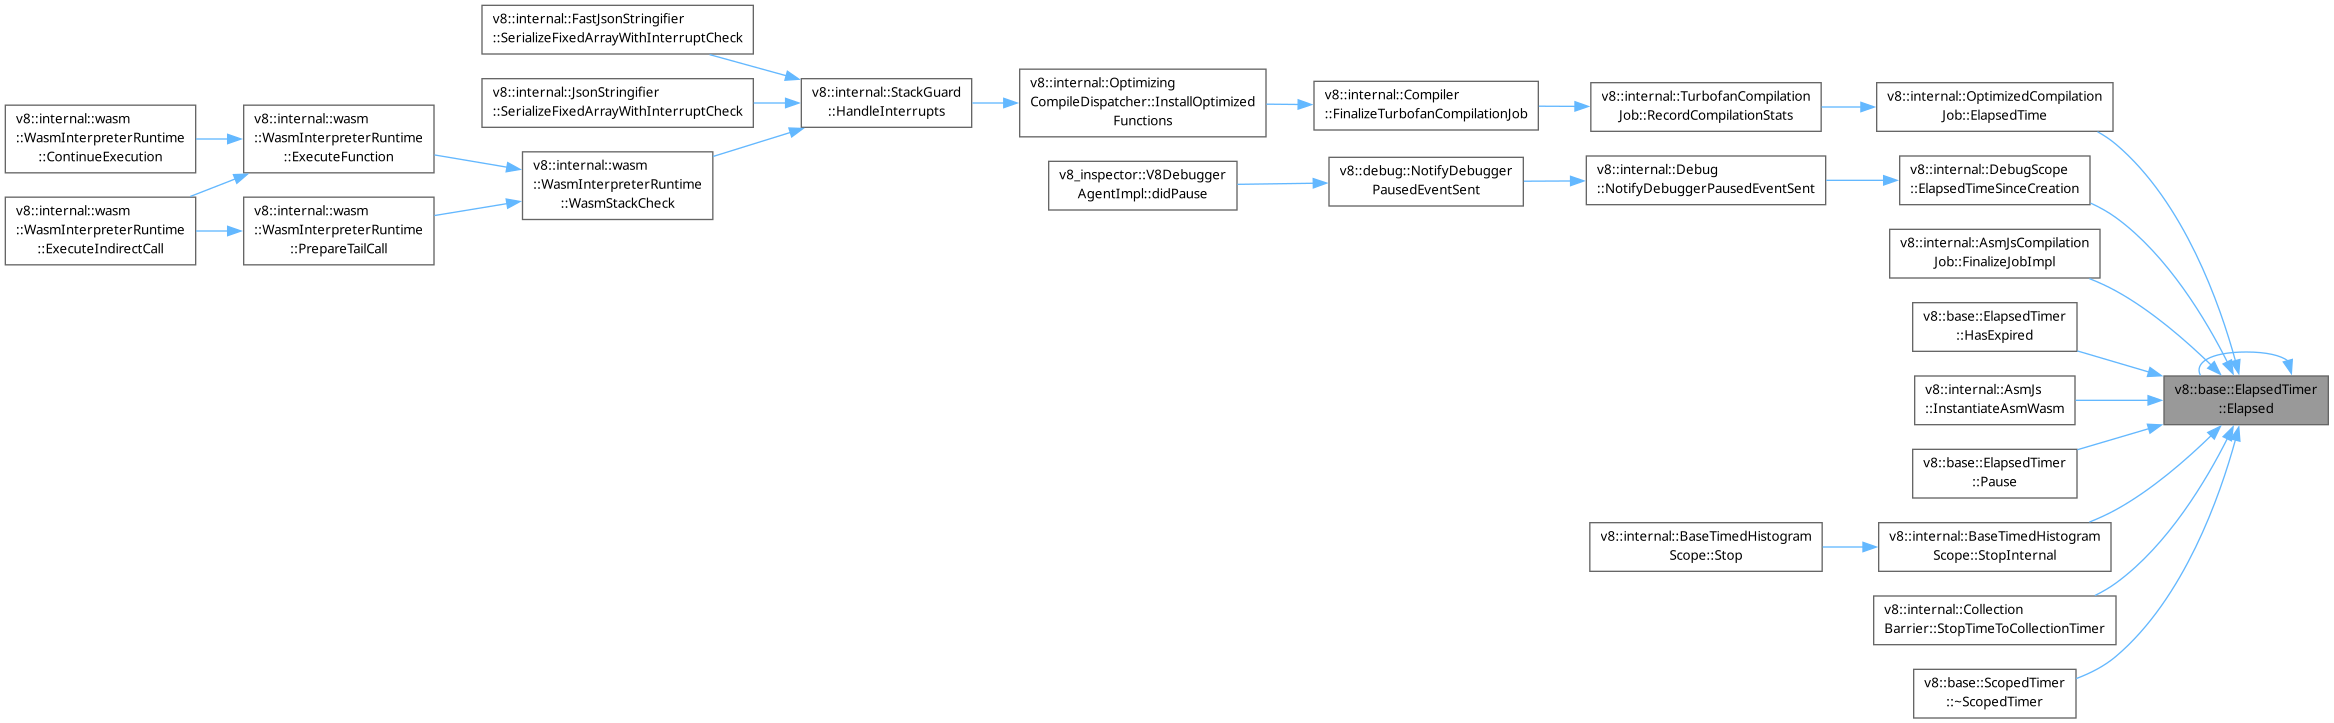 v8::internal::FastJsonStringifier
::SerializeFixedArrayWithInterruptCheck
v8::internal::JsonStringifier
::SerializeFixedArrayWithInterruptCheck
v8::internal::StackGuard
::HandleInterrupts
v8::internal::Optimizing
CompileDispatcher::InstallOptimized
Functions
v8::internal::Compiler
::FinalizeTurbofanCompilationJob
v8::internal::TurbofanCompilation
Job::RecordCompilationStats
v8::internal::OptimizedCompilation
Job::ElapsedTime
v8::internal::wasm
::WasmInterpreterRuntime
::ContinueExecution
v8::internal::wasm
::WasmInterpreterRuntime
::ExecuteFunction
v8::internal::wasm
::WasmInterpreterRuntime
::WasmStackCheck
v8_inspector::V8Debugger
AgentImpl::didPause
v8::debug::NotifyDebugger
PausedEventSent
v8::internal::Debug
::NotifyDebuggerPausedEventSent
v8::internal::DebugScope
::ElapsedTimeSinceCreation
v8::internal::wasm
::WasmInterpreterRuntime
::ExecuteIndirectCall
v8::internal::wasm
::WasmInterpreterRuntime
::PrepareTailCall
v8::internal::AsmJsCompilation
Job::FinalizeJobImpl
v8::base::ElapsedTimer
::HasExpired
v8::internal::AsmJs
::InstantiateAsmWasm
v8::base::ElapsedTimer
::Elapsed
v8::base::ElapsedTimer
::Pause
v8::internal::BaseTimedHistogram
Scope::Stop
v8::internal::BaseTimedHistogram
Scope::StopInternal
v8::internal::Collection
Barrier::StopTimeToCollectionTimer
v8::base::ScopedTimer
::~ScopedTimer